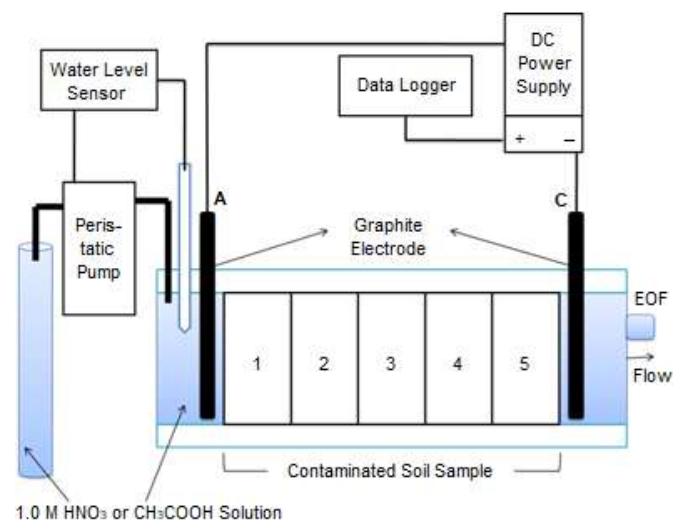 DC
Power
Supply
+ –
Water Level
Sensor
Data Logger
A
C
Peris-
tatic
Pump
Graphite
Electrode
EOF
Flow
1 2 3 4 5
Contaminated Soil Sample
1.0 M HNO₃ or CH₃COOH Solution